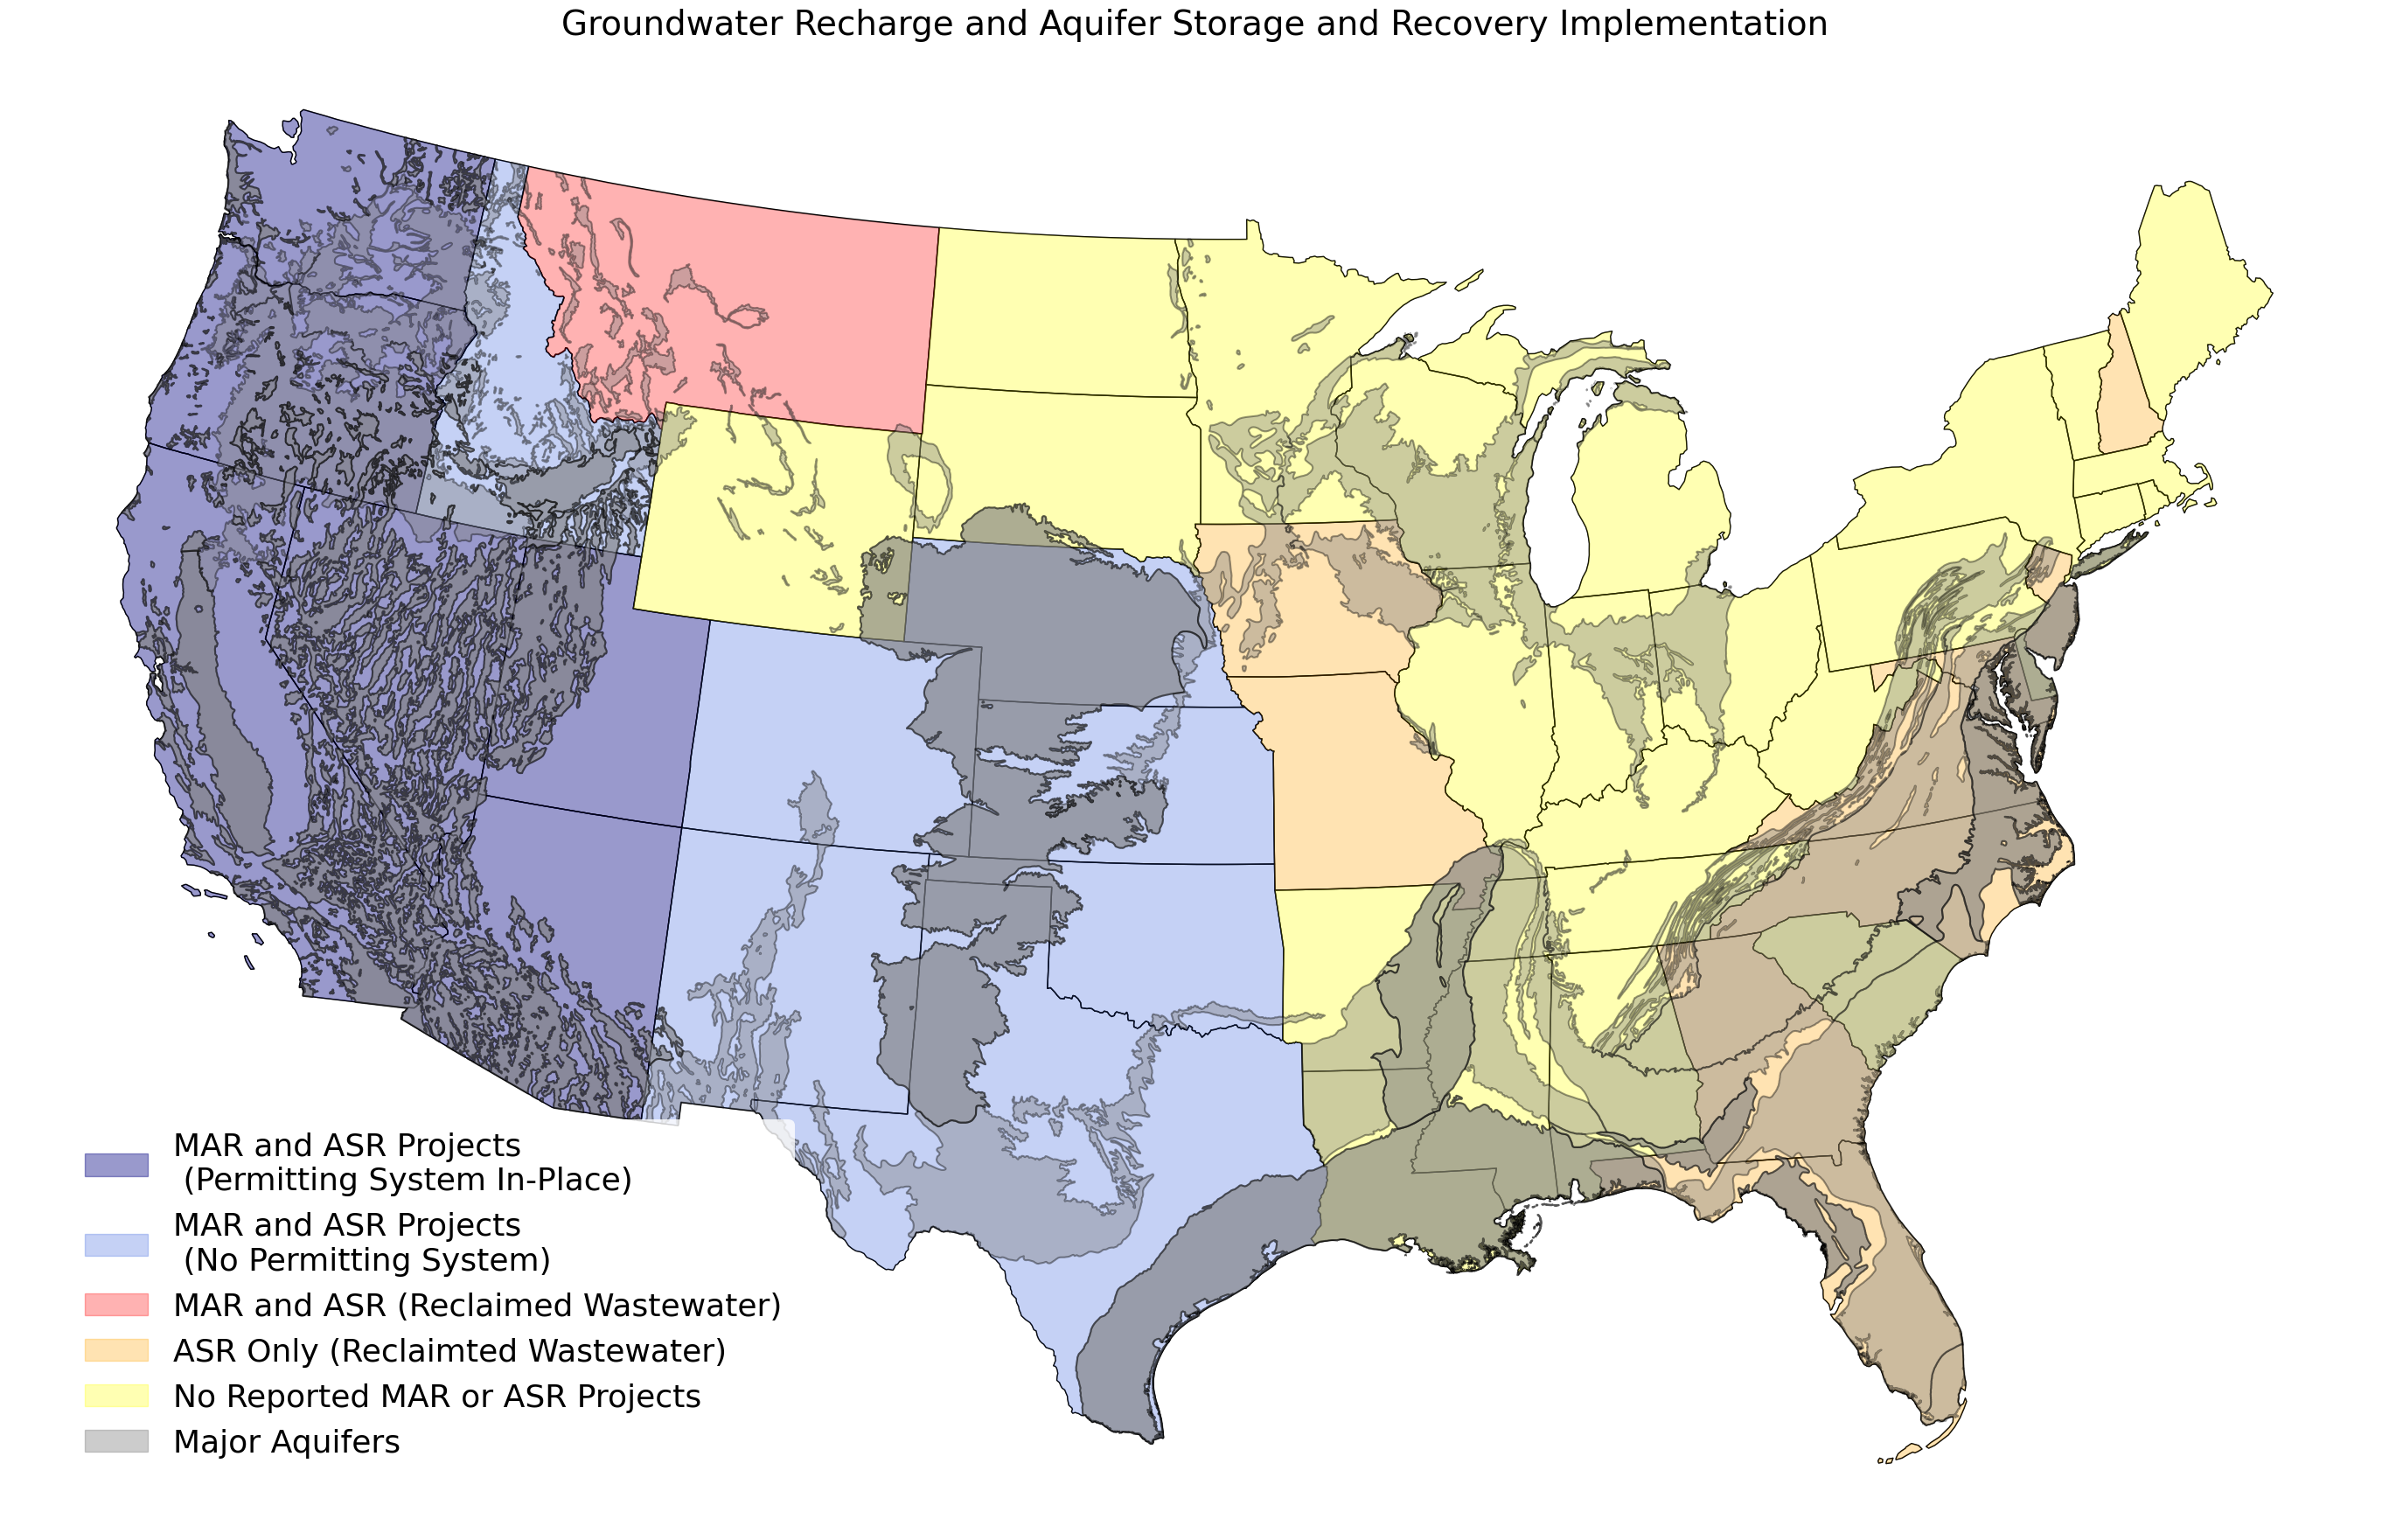 Groundwater Recharge and Aquifer Storage and Recovery Implementation
MAR and ASR Projects
(Permitting System In-Place)
MAR and ASR Projects
(No Permitting System)
MAR and ASR (Reclaimed Wastewater)
ASR Only (Reclaimted Wastewater)
No Reported MAR or ASR Projects
Major Aquifers